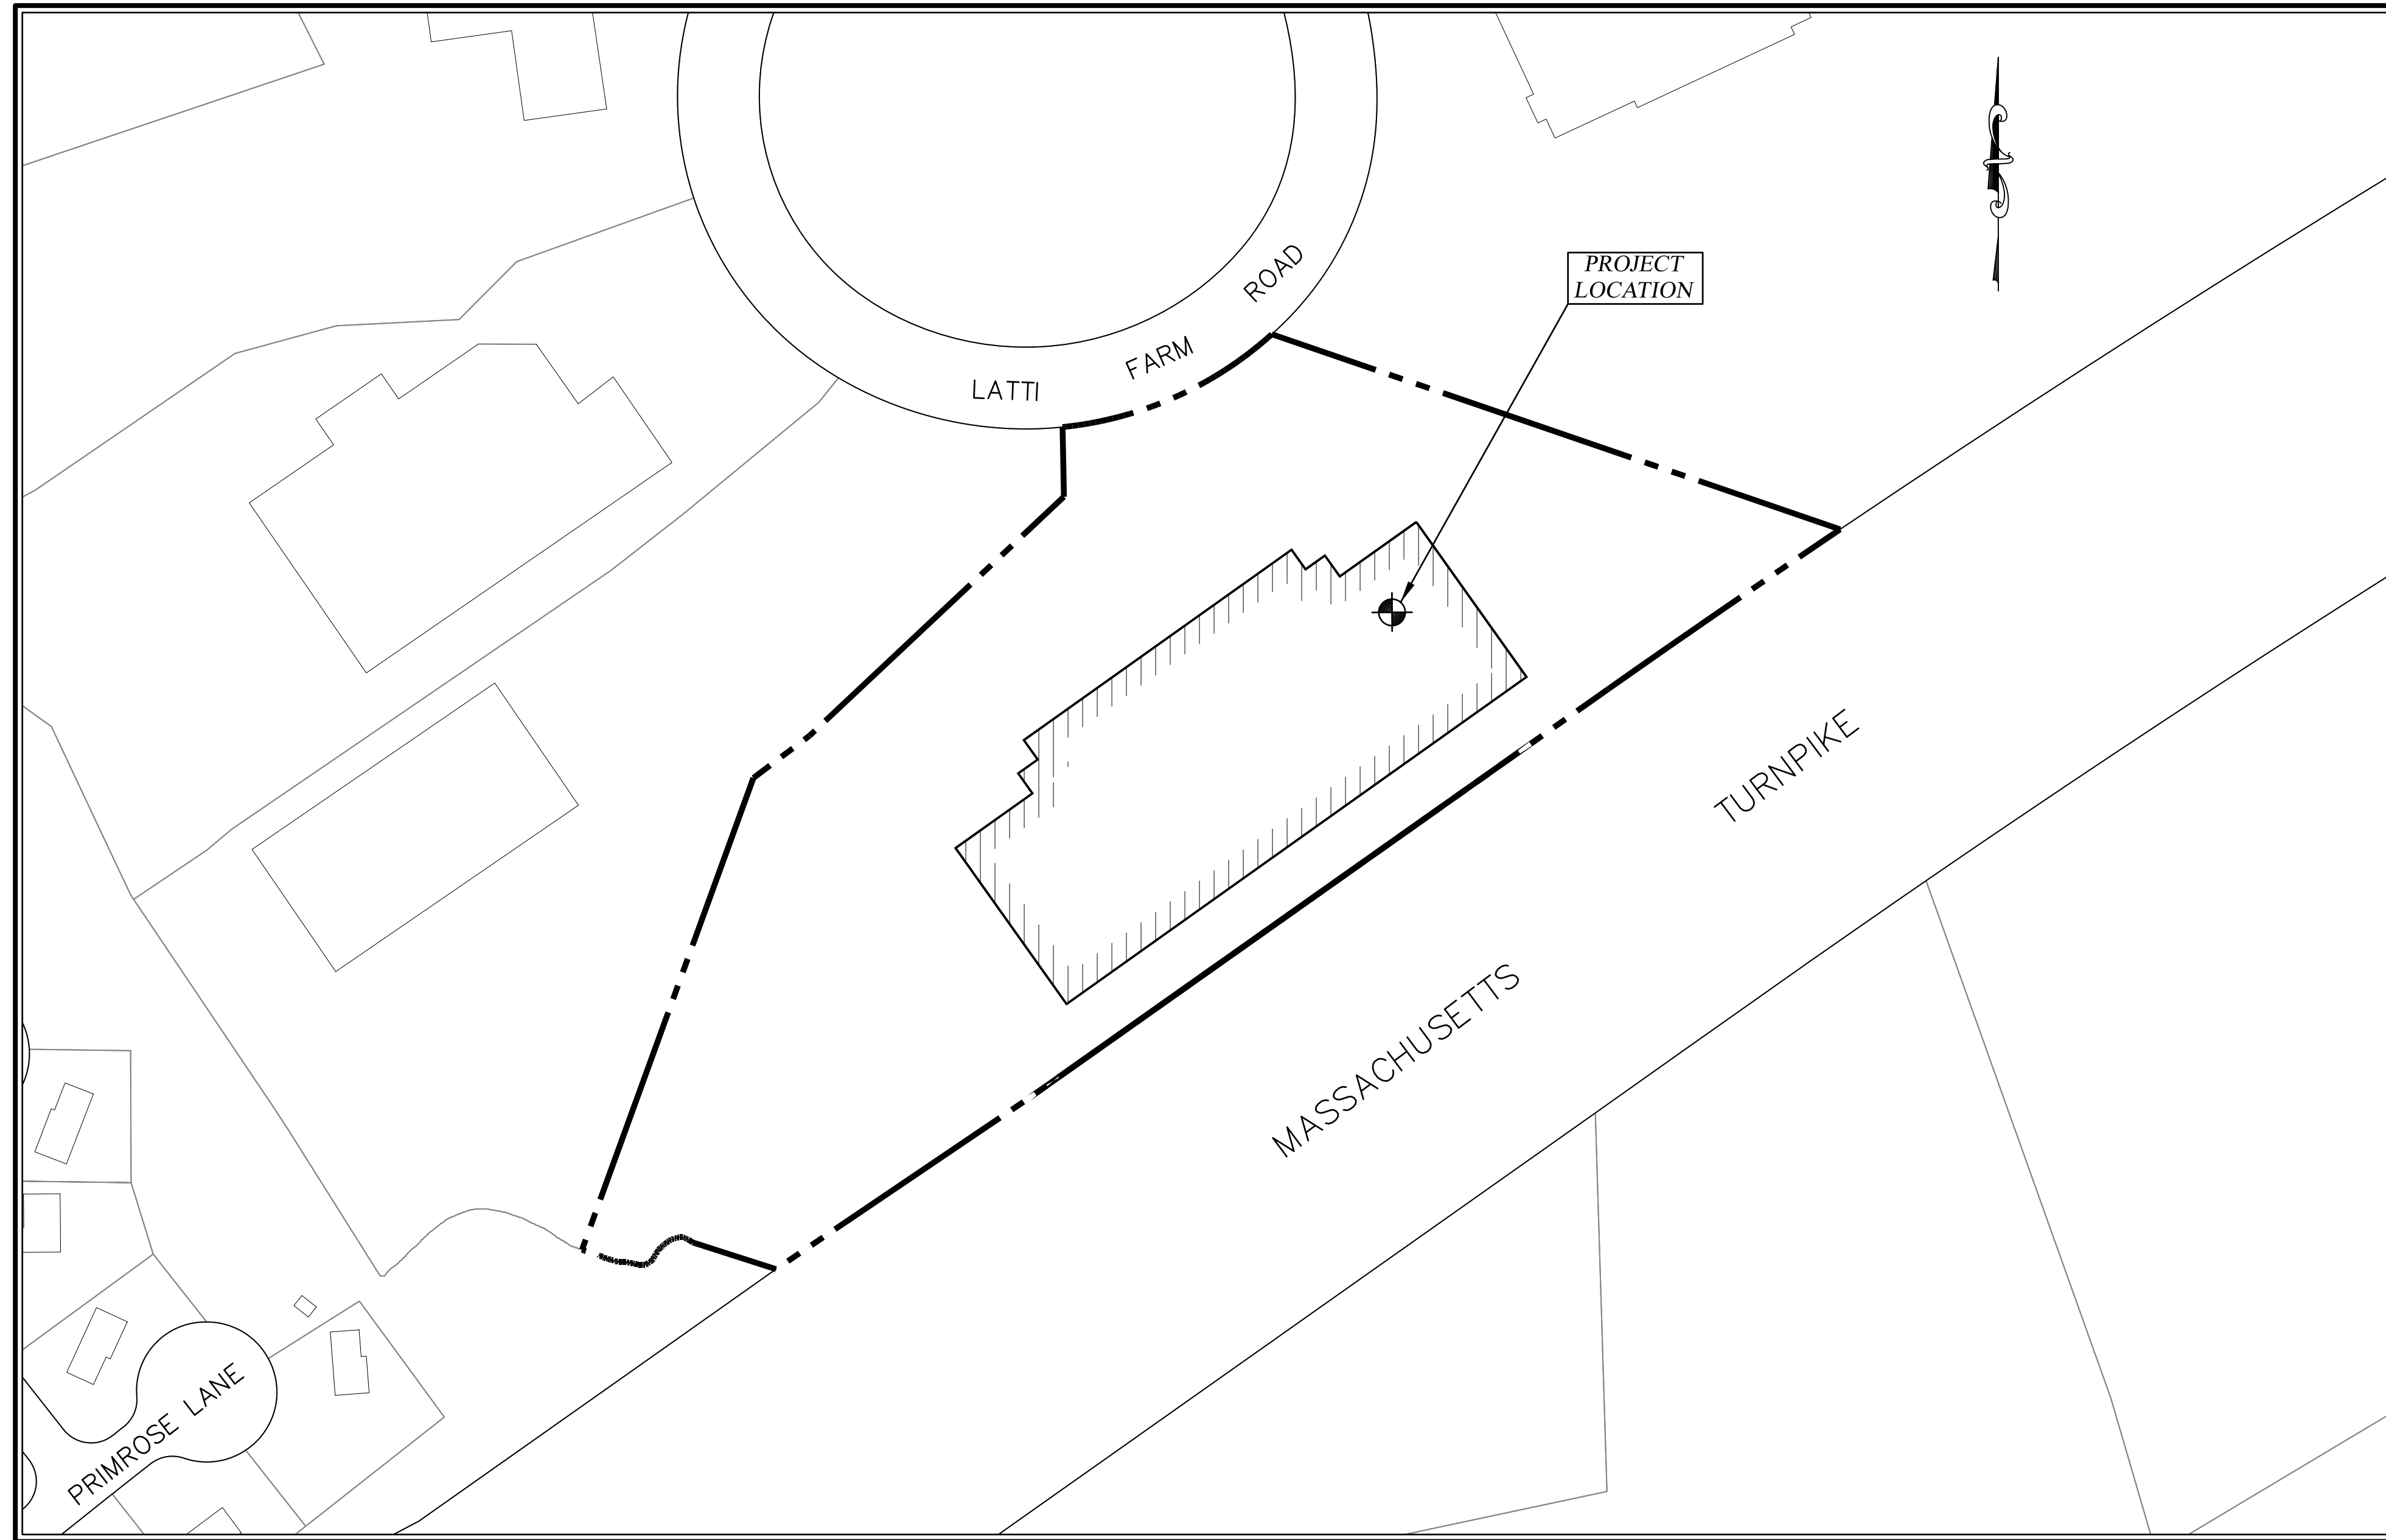 PROJECT
LOCATION
LATTI FARM ROAD
MASSACHUSETTS TURNPIKE
PRIMROSE LANE